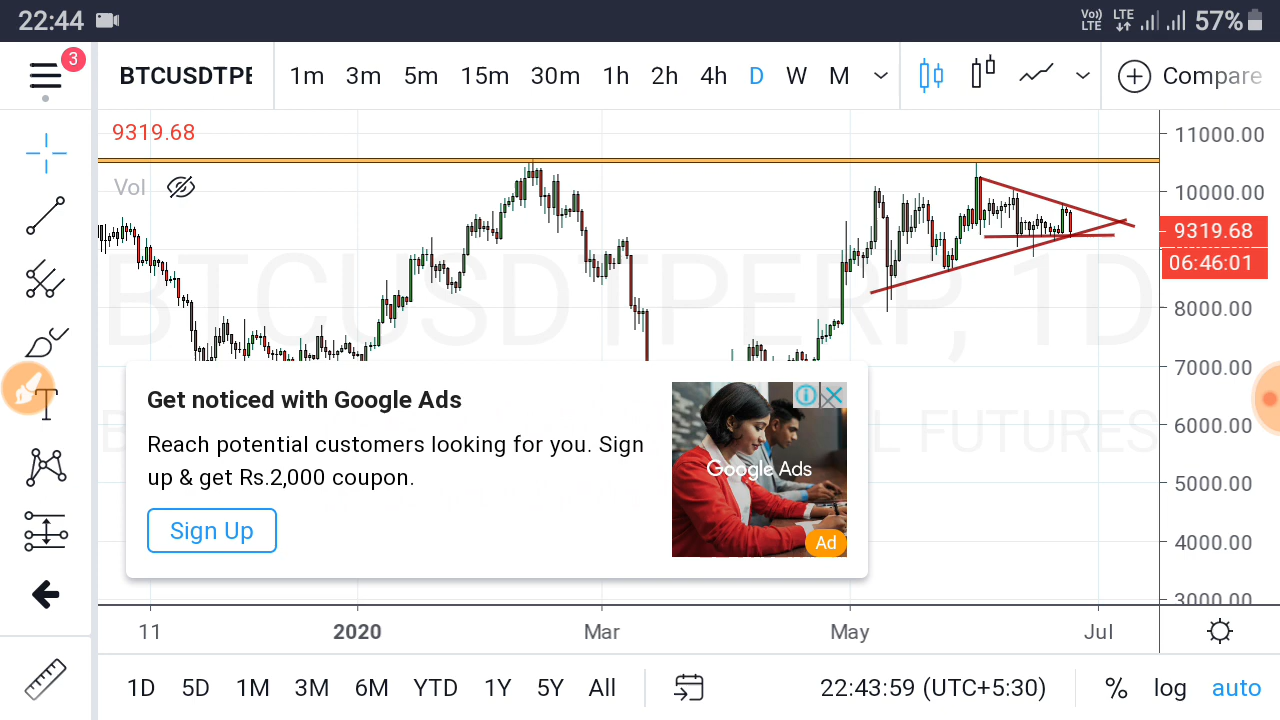 22:44 Vo)) LTE LTE 57%
3
BTCUSDTPE 1m 3m 5m 15m 30m 1h 2h 4h D W M Compare
9319.68
11000.00
Vol
10000.00
9319.68
06:46:01
BTCUSDTPERP, 1D
8000.00
7000.00
Get noticed with Google Ads
Reach potential customers looking for you. Sign
up & get Rs.2,000 coupon.
Sign Up
Google Ads
Ad
6000.00
FUTURES
5000.00
4000.00
3000.00
11 2020 Mar May Jul
1D 5D 1M 3M 6M YTD 1Y 5Y All 22:43:59 (UTC+5:30) % log auto